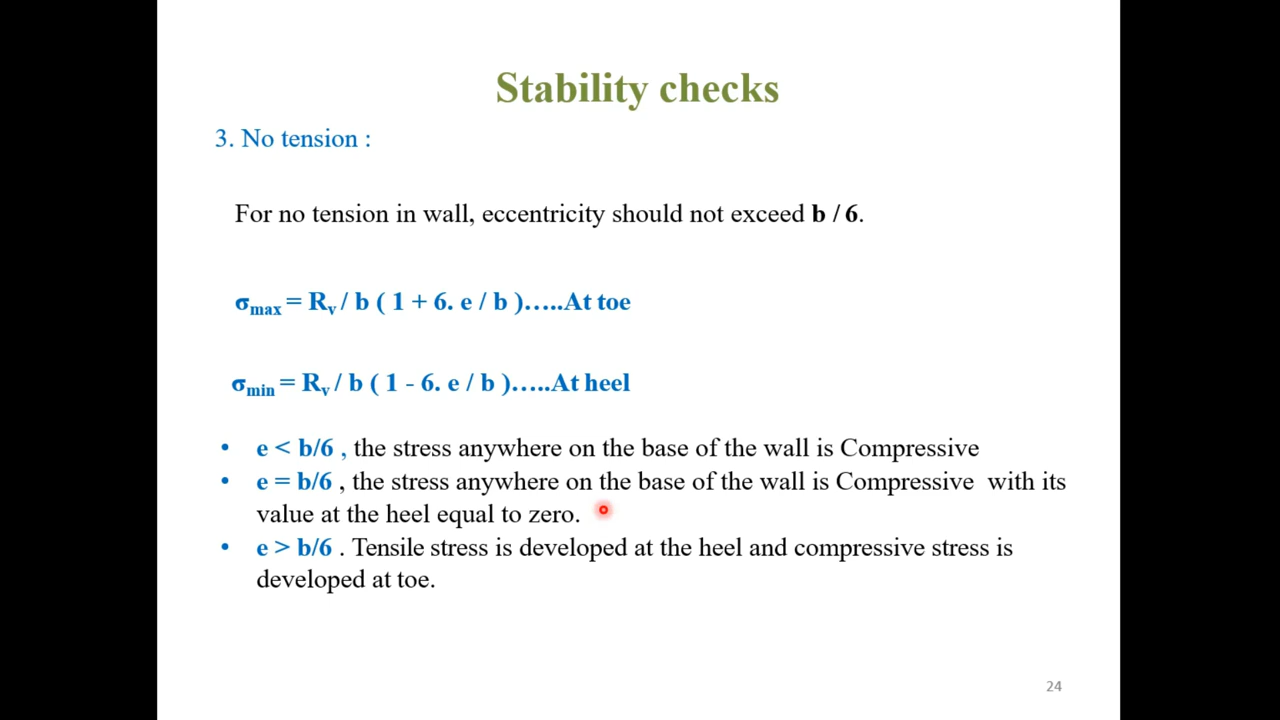 Stability checks
3. No tension :
For no tension in wall, eccentricity should not exceed b / 6.
σmax = Rv / b ( 1 + 6. e / b )…..At toe
σmin = Rv / b ( 1 - 6. e / b )…..At heel
• e < b/6 , the stress anywhere on the base of the wall is Compressive
• e = b/6 , the stress anywhere on the base of the wall is Compressive with its
value at the heel equal to zero.
• e > b/6 . Tensile stress is developed at the heel and compressive stress is
developed at toe.
24